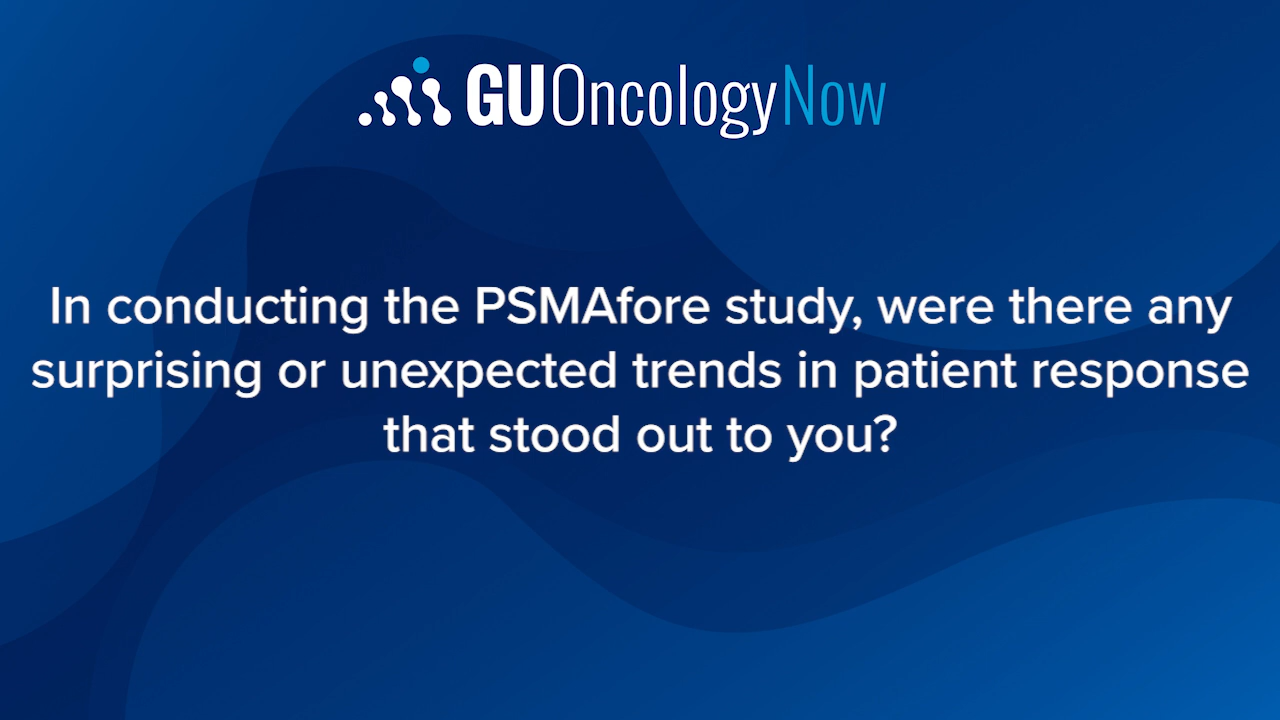 GUOncologyNow
In conducting the PSMAfore study, were there any
surprising or unexpected trends in patient response
that stood out to you?